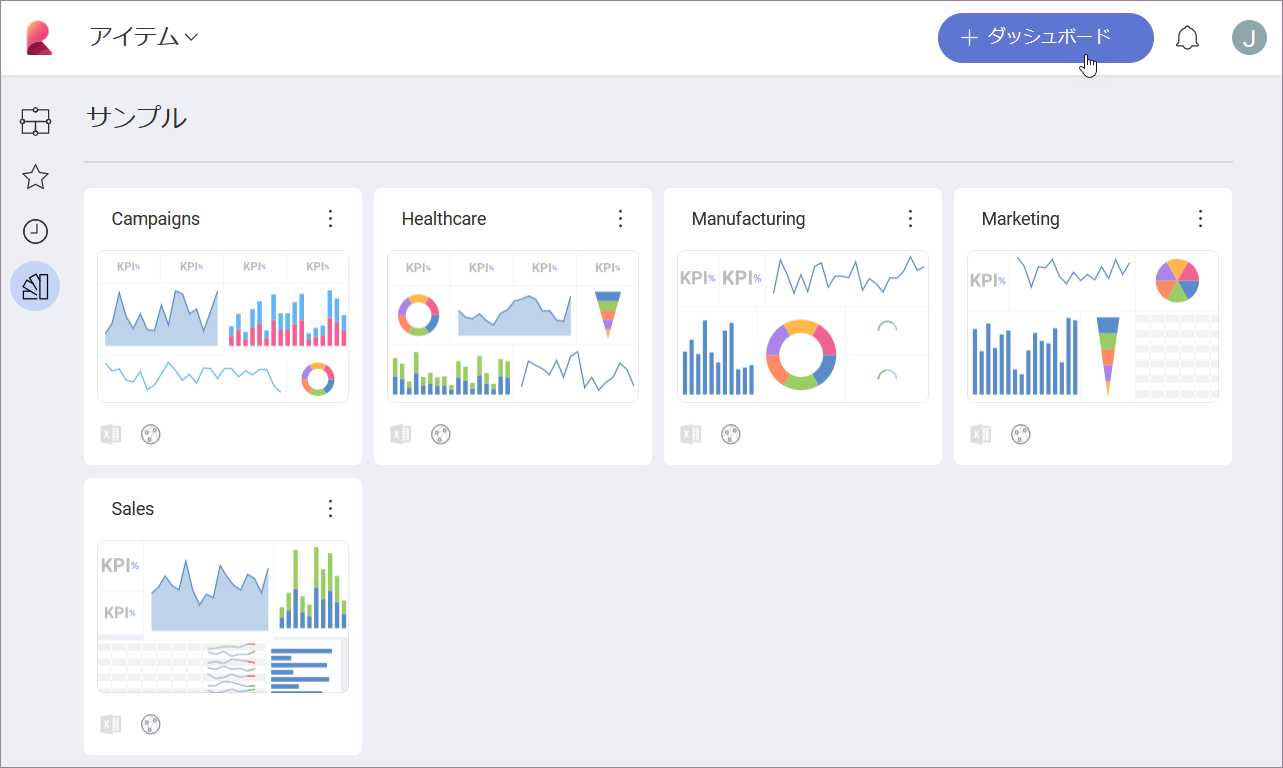 アイテム
+ ダッシュボード
J
サンプル
Campaigns
Healthcare
Manufacturing
Marketing
KPI% KPI% KPI% KPI%
KPI% KPI% KPI% KPI%
KPI% KPI%
KPI%
Sales
KPI%
KPI%